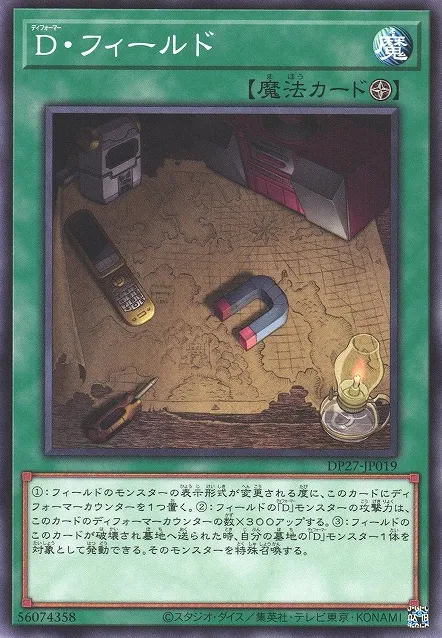 ディフォーマー
D・フィールド
魔
まほう
【魔法カード】
DP27-JP019
①:フィールドのモンスターの表示形式が変更される度に、このカードにディ
フォーマーカウンターを1つ置く。②:フィールドの「D」モンスターの攻撃力は、
このカードのディフォーマーカウンターの数×300アップする。③:フィールドの
このカードが破壊され墓地へ送られた時、自分の墓地の「D」モンスター1体を
対象として発動できる。そのモンスターを特殊召喚する。
56074358
©スタジオ・ダイス/集英社・テレビ東京・KONAMI